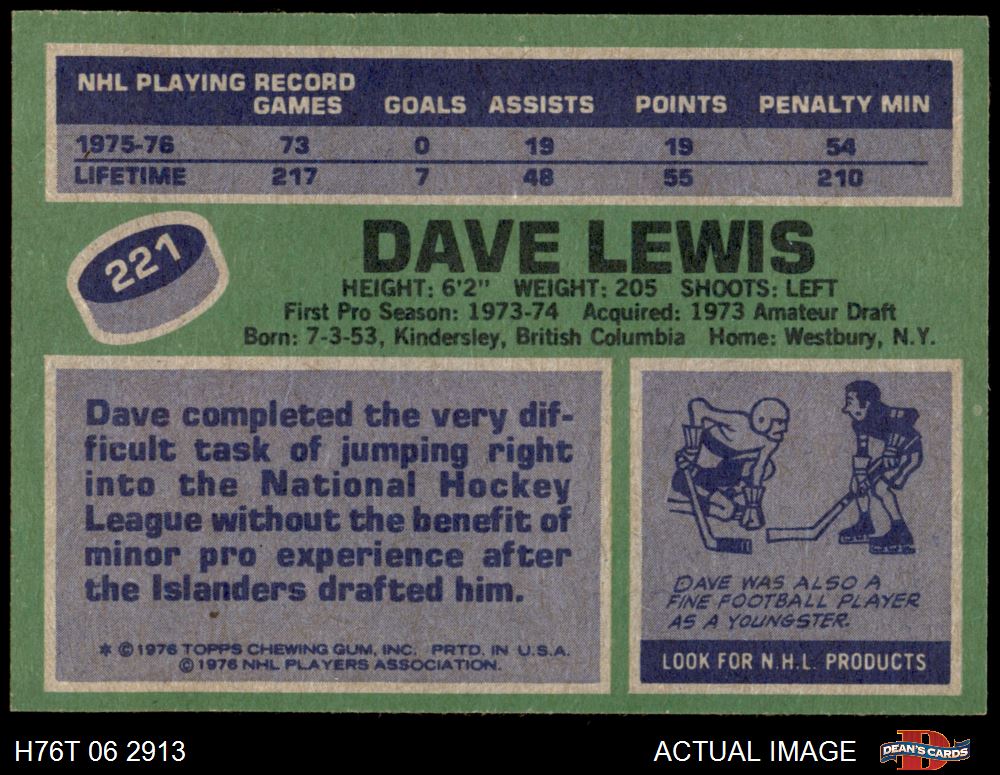 NHL PLAYING RECORD
GAMES GOALS ASSISTS POINTS PENALTY MIN
1975-76 73 0 19 19 54
LIFETIME 217 7 48 55 210
221
DAVE LEWIS
HEIGHT: 6'2" WEIGHT: 205 SHOOTS: LEFT
First Pro Season: 1973-74 Acquired: 1973 Amateur Draft
Born: 7-3-53, Kindersley, British Columbia Home: Westbury, N.Y.
Dave completed the very dif-
ficult task of jumping right
into the National Hockey
League without the benefit of
minor pro experience after
the Islanders drafted him.
* © 1976 TOPPS CHEWING GUM, INC. PRTD. IN U.S.A.
© 1976 NHL PLAYERS ASSOCIATION.
DAVE WAS ALSO A
FINE FOOTBALL PLAYER
AS A YOUNGSTER.
LOOK FOR N.H.L. PRODUCTS
H76T 06 2913 ACTUAL IMAGE
D
DEAN'S CARDS